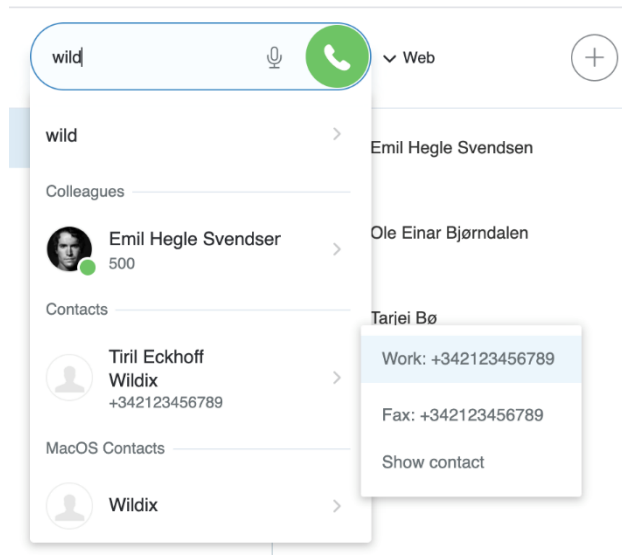 wild
Web
wild
Colleagues
Emil Hegle Svendser
500
Contacts
Tiril Eckhoff
Wildix
+342123456789
MacOS Contacts
Wildix
Emil Hegle Svendsen
Ole Einar Bjørndalen
Tarjei Bø
Work: +342123456789
Fax: +342123456789
Show contact